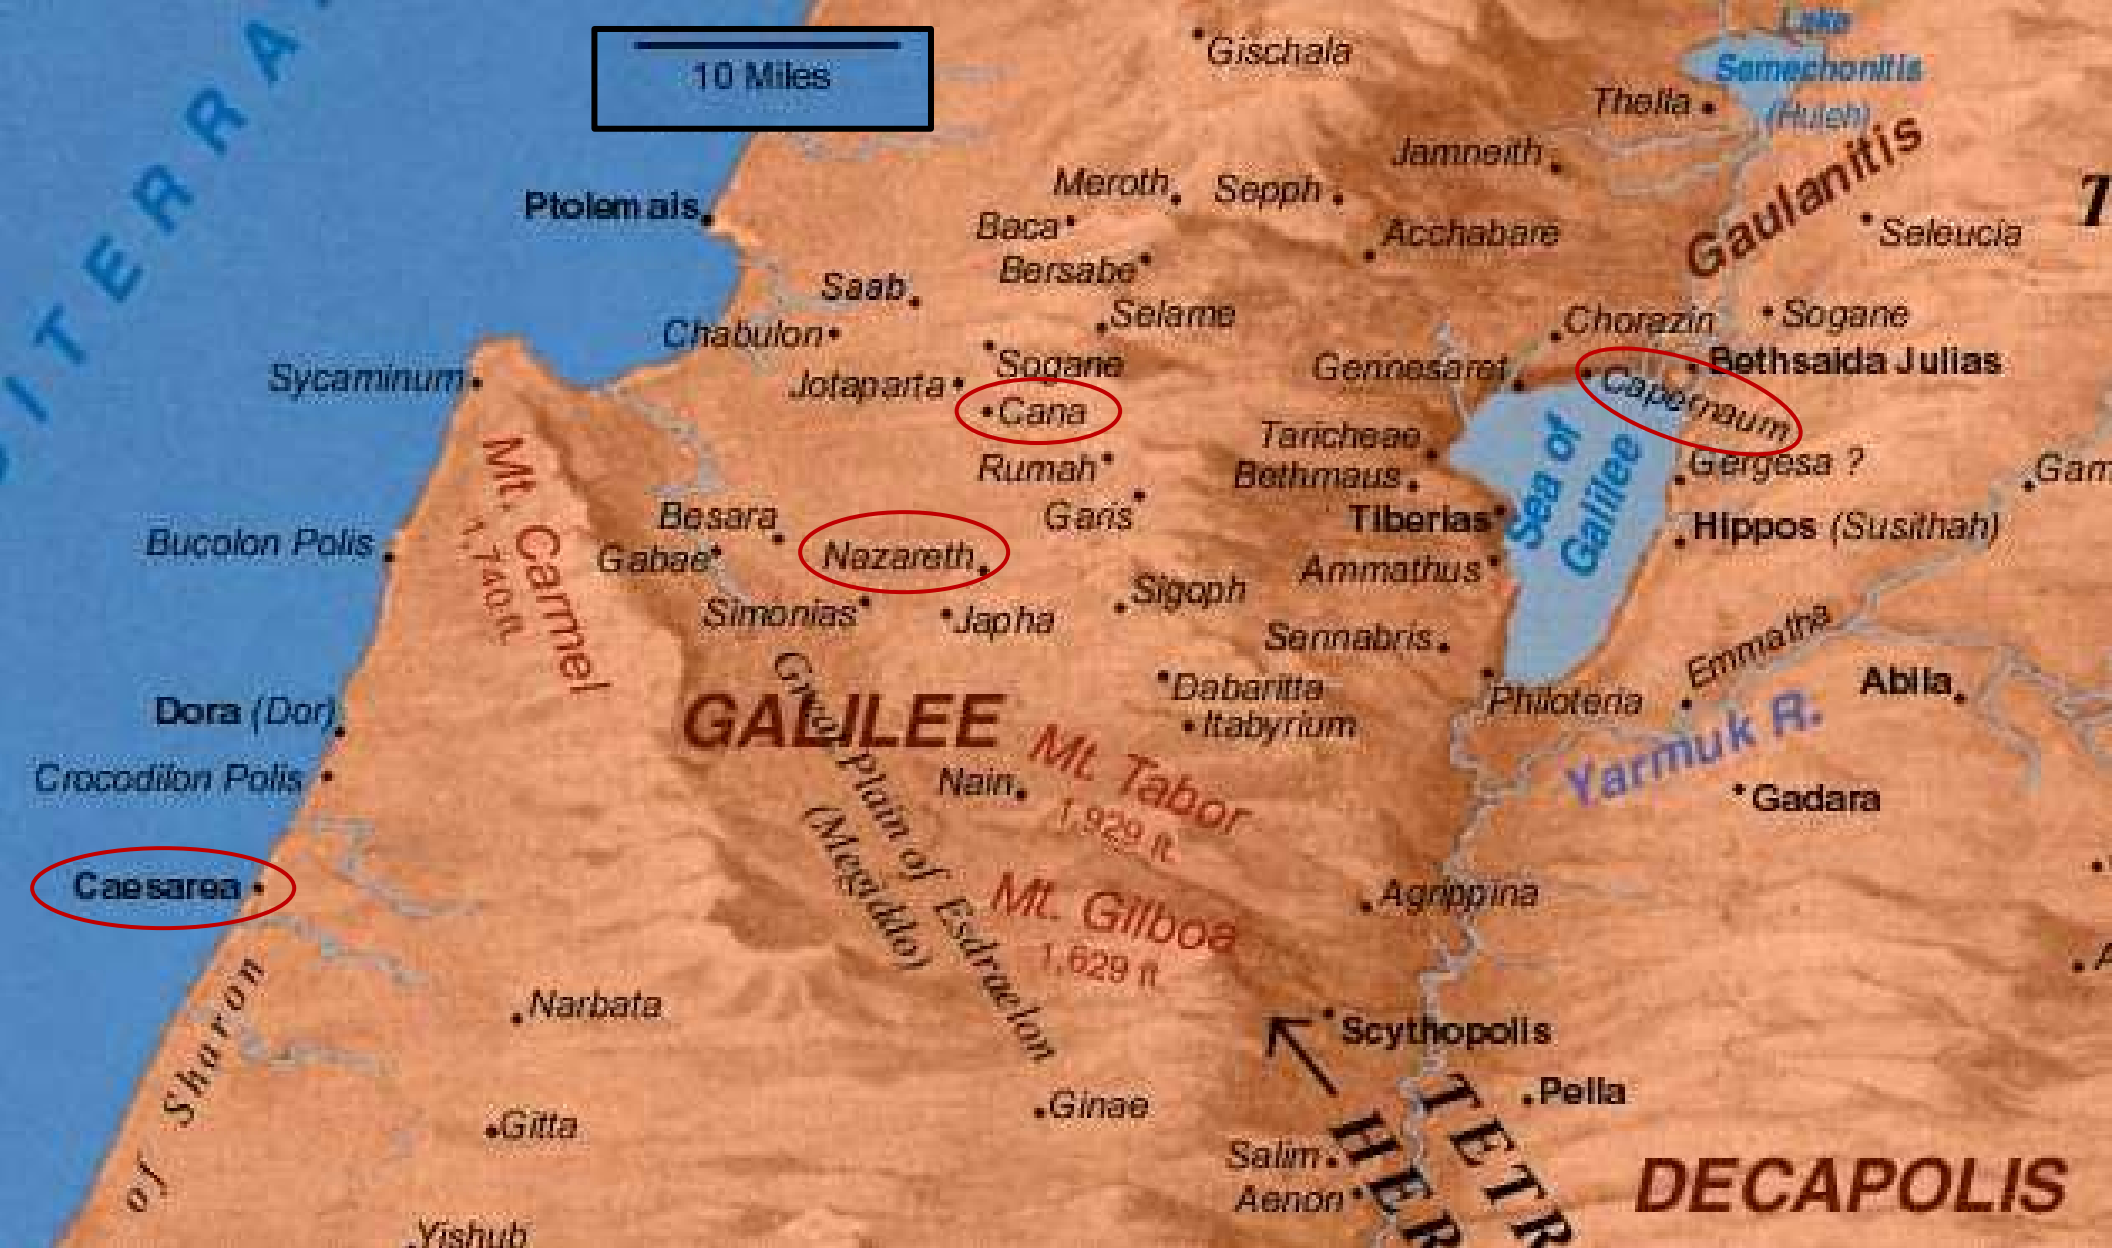 ITERRA
10 Miles
Gischala
Lake
Semechonitis
(Huleh)
Thella
Jamneith
Gaulanitis
T
Meroth
Sepph
Ptolemais
Baca
Acchabare
Seleucia
Bersabe
Saab
Selame
Chorazin
Sogane
Chabulon
Sogane
Gennesaret
Bethsaida Julias
Sycaminum
Jotaparta
Cana
Capernaum
Taricheae
Rumah
Bethmaus
Gergesa ?
Gam
Mt. Carmel
1,740 ft.
Besara
Garis
Tiberias
Sea of
Galilee
Hippos (Susithah)
Bucolon Polis
Gabae
Nazareth
Ammathus
Sigoph
Simonias
Japha
Sennabris
Emmatha
Dabaritta
Philoteria
Abila
Dora (Dor)
GALILEE
Itabyrium
Yarmuk R.
Crocodilon Polis
Nain
Mt. Tabor
1,929 ft.
Gadara
Great Plain of Esdraelon
(Megiddo)
Caesarea
Mt. Gilboa
1,629 ft
Agrippina
A
of Sharon
Narbata
Scythopolis
Pella
Gitta
Ginae
TETR
HER
Salim
Aenon
DECAPOLIS
Yishub